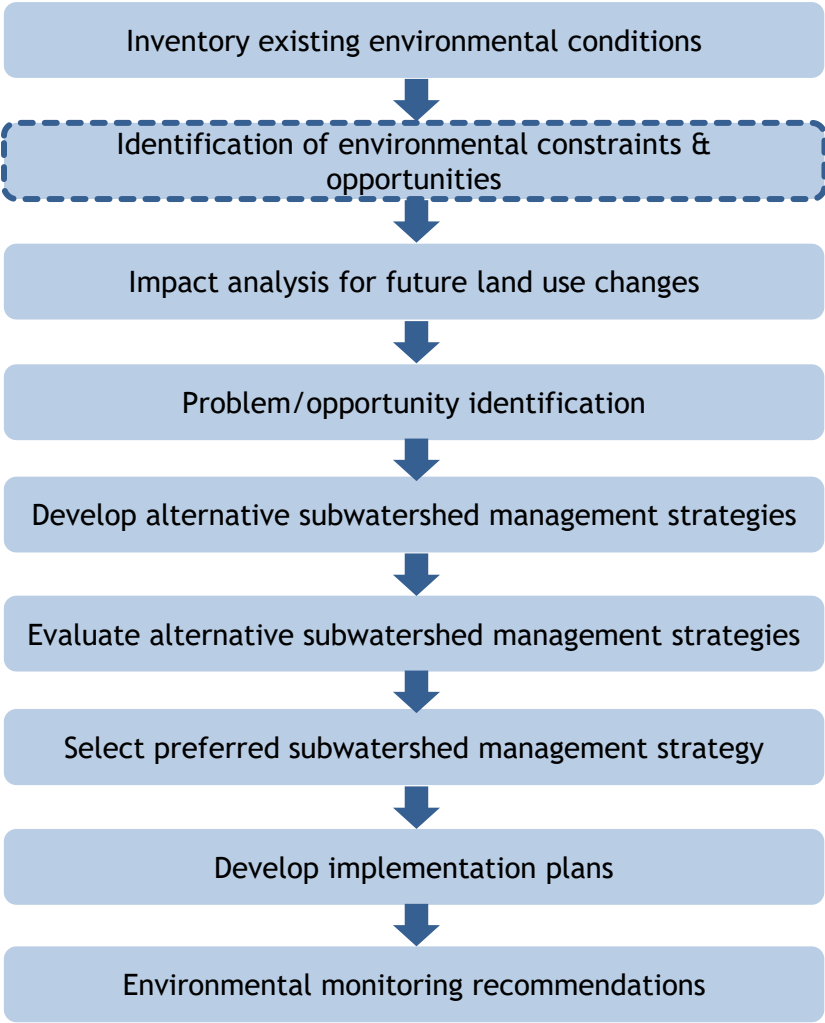 Inventory existing environmental conditions
Identification of environmental constraints &
opportunities
Impact analysis for future land use changes
Problem/opportunity identification
Develop alternative subwatershed management strategies
Evaluate alternative subwatershed management strategies
Select preferred subwatershed management strategy
Develop implementation plans
Environmental monitoring recommendations